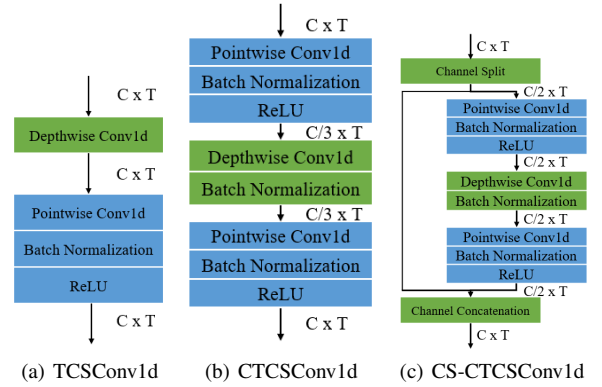 C x T
Depthwise Conv1d
C x T
Pointwise Conv1d
Batch Normalization
ReLU
C x T
(a) TCSConv1d
C x T
Pointwise Conv1d
Batch Normalization
ReLU
C/3 x T
Depthwise Conv1d
Batch Normalization
C/3 x T
Pointwise Conv1d
Batch Normalization
ReLU
C x T
(b) CTCSConv1d
C x T
Channel Split
C/2 x T
Pointwise Conv1d
Batch Normalization
ReLU
C/2 x T
Depthwise Conv1d
Batch Normalization
C/2 x T
Pointwise Conv1d
Batch Normalization
ReLU
C/2 x T
Channel Concatenation
C x T
(c) CS-CTCSConv1d